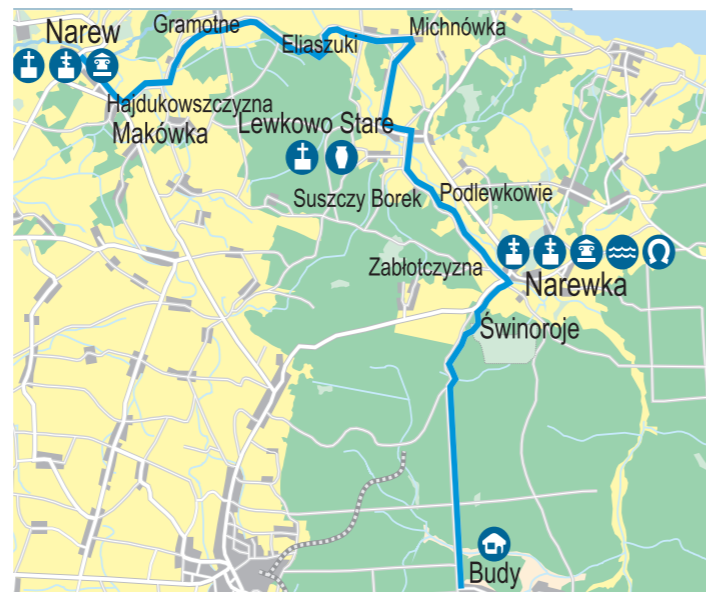 Narew
Gramotne
Eliaszuki
Michnówka
Hajdukowszczyzna
Makówka
Lewkowo Stare
Suszczy Borek
Podlewkowie
Zabłotczyzna
Narewka
Świnoroje
Budy